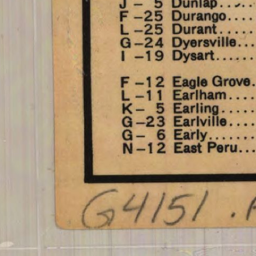 J - 5 Dunlap.....
F -25 Durango....
L -25 Durant.....
G -24 Dyersville...
I -19 Dysart.....
F -12 Eagle Grove.
L -11 Earlham....
K - 5 Earling....
G -23 Earlville....
G - 6 Early.......
N -12 East Peru...
G4151 .